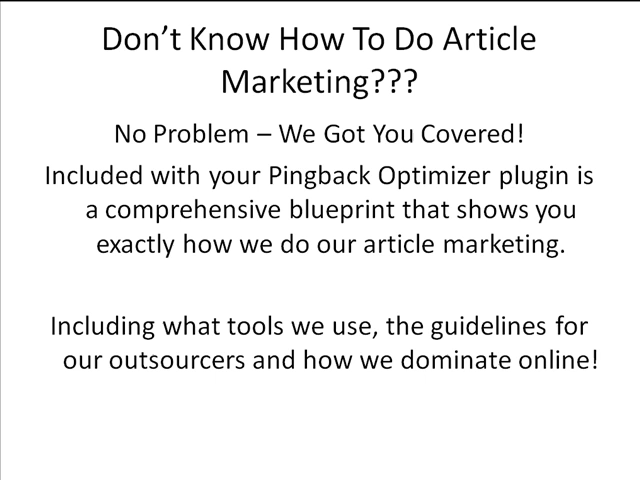 Don’t Know How To Do Article
Marketing???
No Problem – We Got You Covered!
Included with your Pingback Optimizer plugin is
a comprehensive blueprint that shows you
exactly how we do our article marketing.
Including what tools we use, the guidelines for
our outsourcers and how we dominate online!